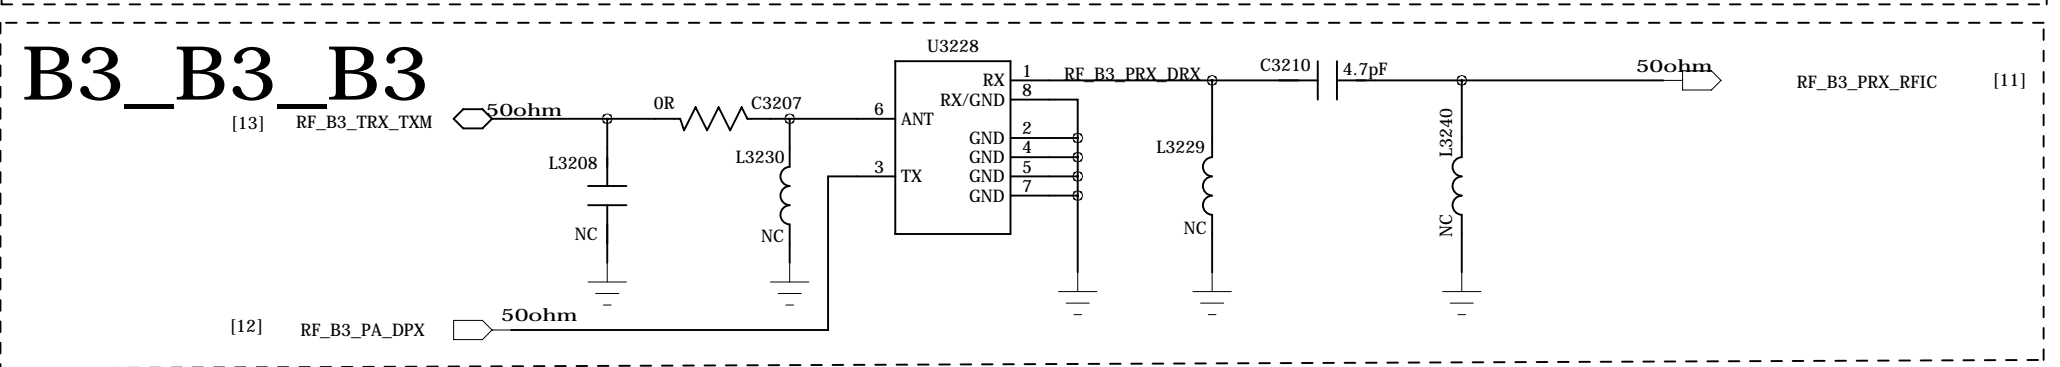 B3_B3_B3
U3228
RX 1 RF_B3_PRX_DRX C3210 4.7pF 50ohm RF_B3_PRX_RFIC [11]
RX/GND 8
[13] RF_B3_TRX_TXM 50ohm 0R C3207 6 ANT
GND 2
L3208 L3230 GND 4 L3229 L3240
3 TX GND 5
GND 7
NC NC NC NC
[12] RF_B3_PA_DPX 50ohm